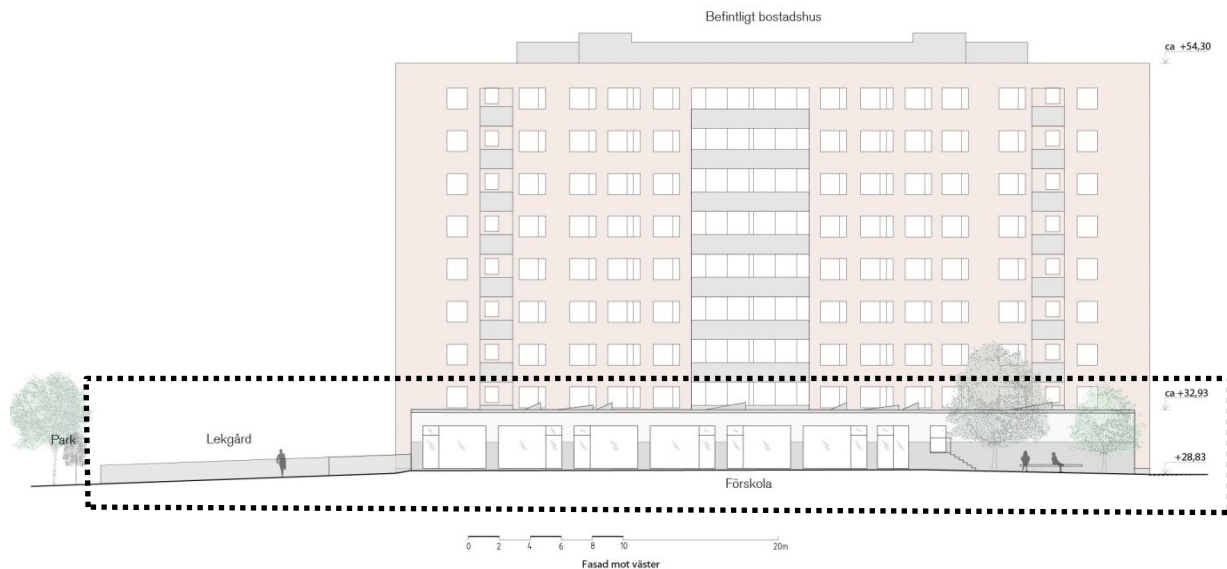 Befintligt bostadshus
ca +54,30
ca +32,93
Park
Lekgård
+28,83
Förskola
0 2 4 6 8 10 20m
Fasad mot väster